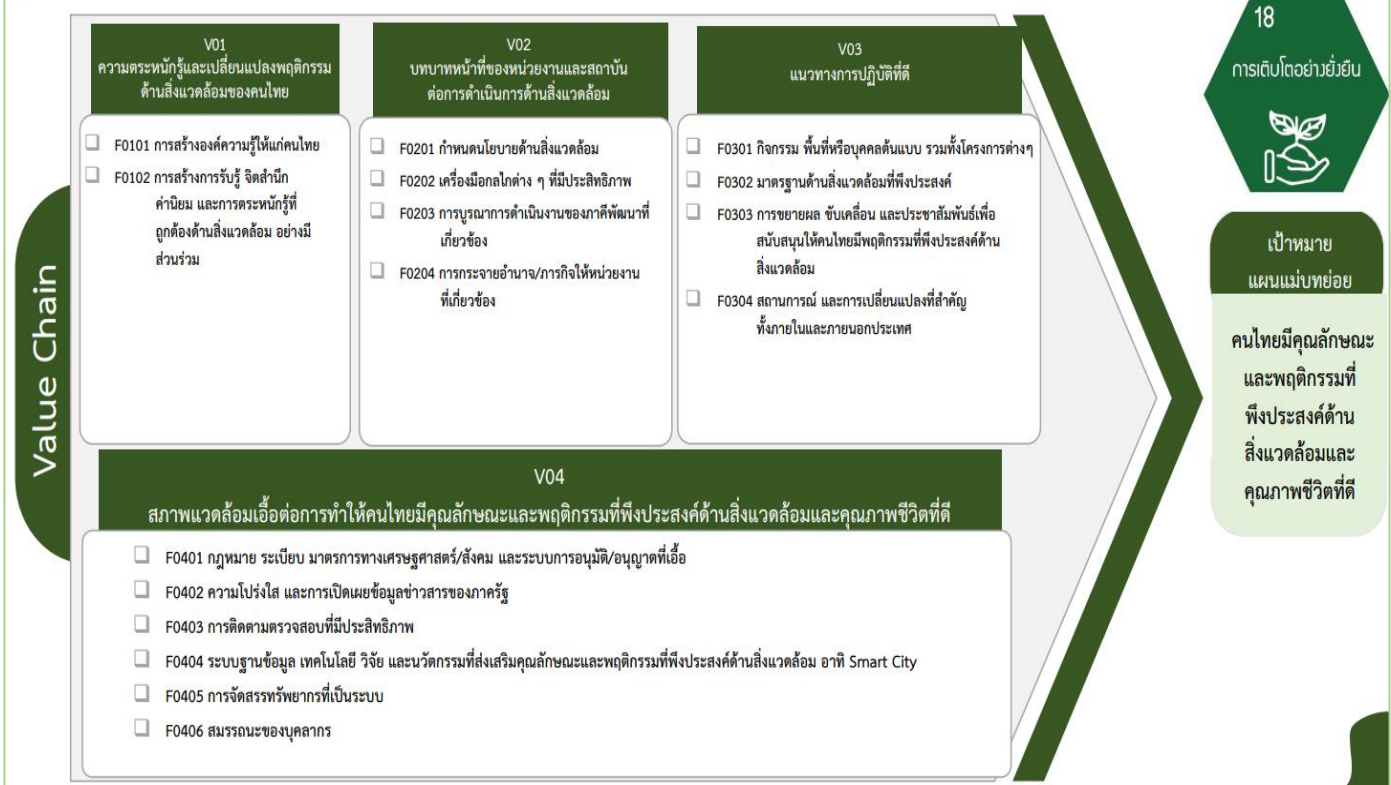 Value Chain
V01
ความตระหนักรู้และเปลี่ยนแปลงพฤติกรรม
ด้านสิ่งแวดล้อมของคนไทย
F0101 การสร้างองค์ความรู้ให้แก่คนไทย
F0102 การสร้างการรับรู้ จิตสำนึก
ค่านิยม และการตระหนักรู้ที่
ถูกต้องด้านสิ่งแวดล้อม อย่างมี
ส่วนร่วม
V02
บทบาทหน้าที่ของหน่วยงานและสถาบัน
ต่อการดำเนินการด้านสิ่งแวดล้อม
F0201 กำหนดนโยบายด้านสิ่งแวดล้อม
F0202 เครื่องมือกลไกต่าง ๆ ที่มีประสิทธิภาพ
F0203 การบูรณาการดำเนินงานของภาคีพัฒนาที่
เกี่ยวข้อง
F0204 การกระจายอำนาจ/ภารกิจให้หน่วยงาน
ที่เกี่ยวข้อง
V03
แนวทางการปฏิบัติที่ดี
F0301 กิจกรรม พื้นที่หรือบุคคลต้นแบบ รวมทั้งโครงการต่างๆ
F0302 มาตรฐานด้านสิ่งแวดล้อมที่พึงประสงค์
F0303 การขยายผล ขับเคลื่อน และประชาสัมพันธ์เพื่อ
สนับสนุนให้คนไทยมีพฤติกรรมที่พึงประสงค์ด้าน
สิ่งแวดล้อม
F0304 สถานการณ์ และการเปลี่ยนแปลงที่สำคัญ
ทั้งภายในและภายนอกประเทศ
V04
สภาพแวดล้อมเอื้อต่อการทำให้คนไทยมีคุณลักษณะและพฤติกรรมที่พึงประสงค์ด้านสิ่งแวดล้อมและคุณภาพชีวิตที่ดี
F0401 กฎหมาย ระเบียบ มาตรการทางเศรษฐศาสตร์/สังคม และระบบการอนุมัติ/อนุญาตที่เอื้อ
F0402 ความโปร่งใส และการเปิดเผยข้อมูลข่าวสารของภาครัฐ
F0403 การติดตามตรวจสอบที่มีประสิทธิภาพ
F0404 ระบบฐานข้อมูล เทคโนโลยี วิจัย และนวัตกรรมที่ส่งเสริมคุณลักษณะและพฤติกรรมที่พึงประสงค์ด้านสิ่งแวดล้อม อาทิ Smart City
F0405 การจัดสรรทรัพยากรที่เป็นระบบ
F0406 สมรรถนะของบุคลากร
18
การเติบโตอย่างยั่งยืน
เป้าหมาย
แผนแม่บทย่อย
คนไทยมีคุณลักษณะ
และพฤติกรรมที่
พึงประสงค์ด้าน
สิ่งแวดล้อมและ
คุณภาพชีวิตที่ดี